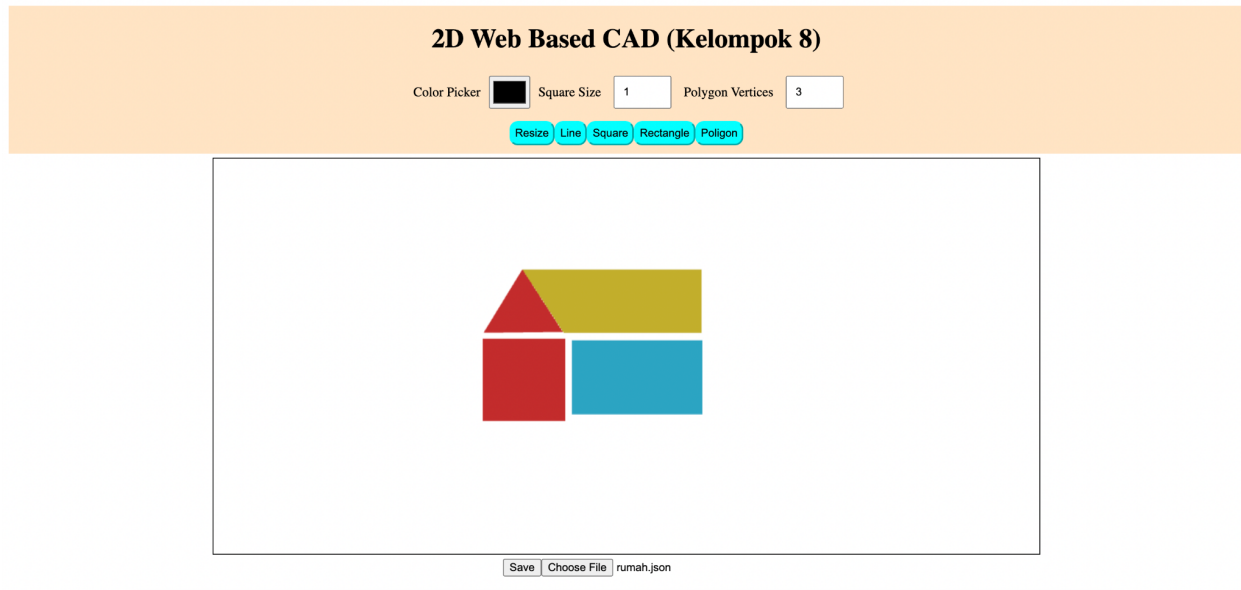 2D Web Based CAD (Kelompok 8)
Color Picker Square Size 1 Polygon Vertices 3
Resize Line Square Rectangle Poligon
Save Choose File rumah.json